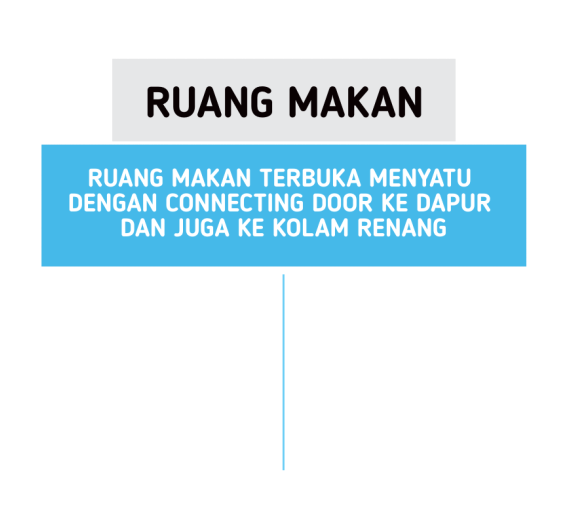 RUANG MAKAN
RUANG MAKAN TERBUKA MENYATU
DENGAN CONNECTING DOOR KE DAPUR
DAN JUGA KE KOLAM RENANG